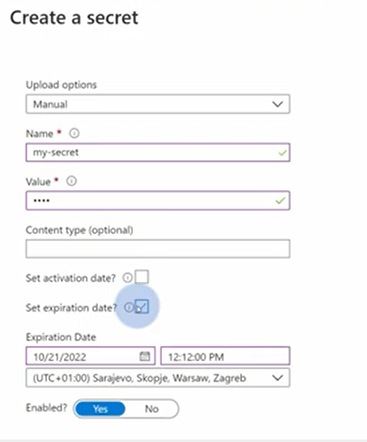 Create a secret
Upload options
Manual
Name *
my-secret
Value *
••••
Content type (optional)
Set activation date?
Set expiration date?
Expiration Date
10/21/2022 12:12:00 PM
(UTC+01:00) Sarajevo, Skopje, Warsaw, Zagreb
Enabled? Yes No